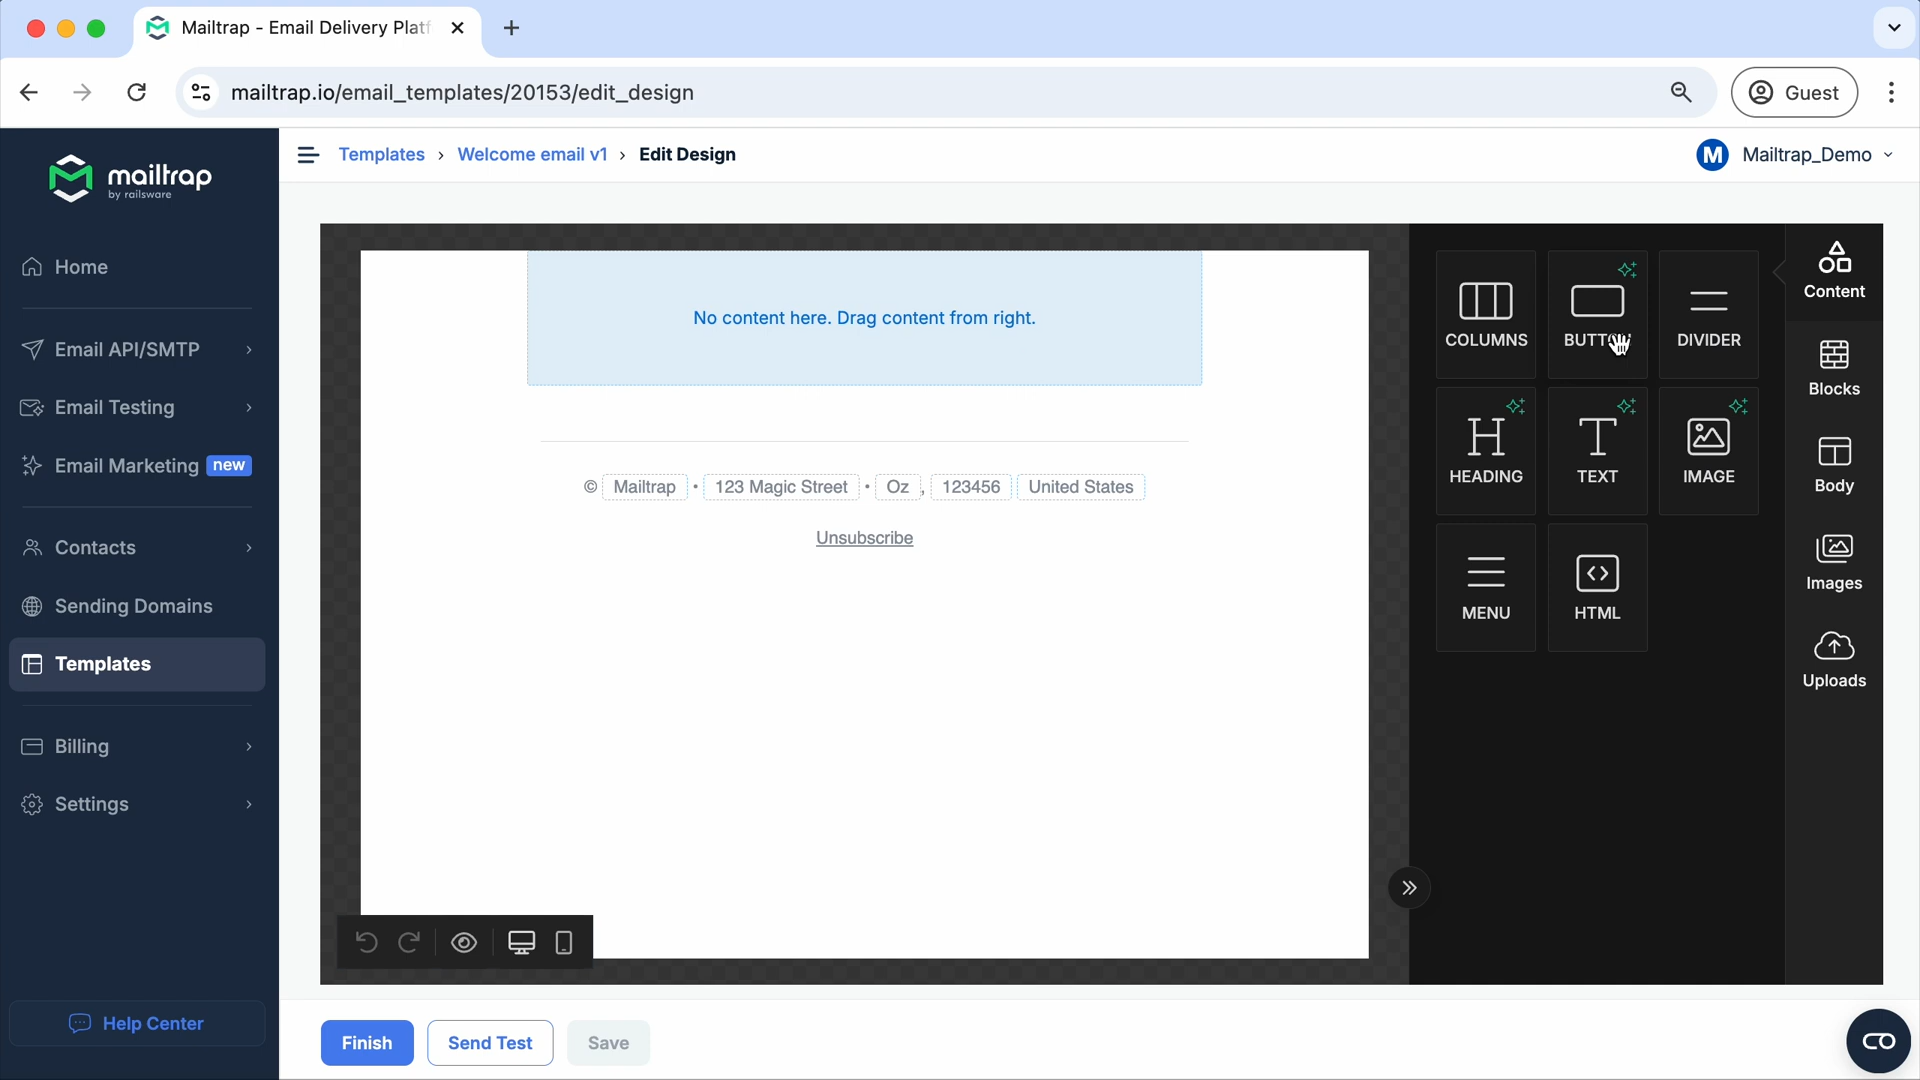 Mailtrap - Email Delivery Platf
mailtrap.io/email_templates/20153/edit_design
Guest
mailtrap
by railsware
Templates › Welcome email v1 › Edit Design
M Mailtrap_Demo
Home
Email API/SMTP
Email Testing
Email Marketing new
Contacts
Sending Domains
Templates
Billing
Settings
Help Center
No content here. Drag content from right.
© Mailtrap · 123 Magic Street · Oz , 123456 United States
Unsubscribe
COLUMNS
BUTTON
DIVIDER
HEADING
TEXT
IMAGE
MENU
HTML
Content
Blocks
Body
Images
Uploads
Finish
Send Test
Save